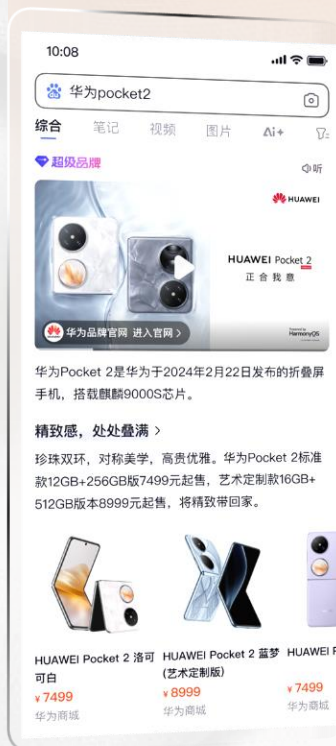 10:08
华为pocket2
综合 笔记 视频 图片 Ai+
超级品牌
听
HUAWEI
HUAWEI Pocket 2
正合我意
Powered by
HarmonyOS
华为品牌官网 进入官网 >
华为Pocket 2是华为于2024年2月22日发布的折叠屏
手机，搭载麒麟9000S芯片。
精致感，处处叠满 >
珍珠双环，对称美学，高贵优雅。华为Pocket 2标准
款12GB+256GB版7499元起售，艺术定制款16GB+
512GB版本8999元起售，将精致带回家。
HUAWEI Pocket 2 洛可
可白
¥7499
华为商城
HUAWEI Pocket 2 蓝梦
(艺术定制版)
¥8999
华为商城
HUAWEI P
¥7499
华为商城